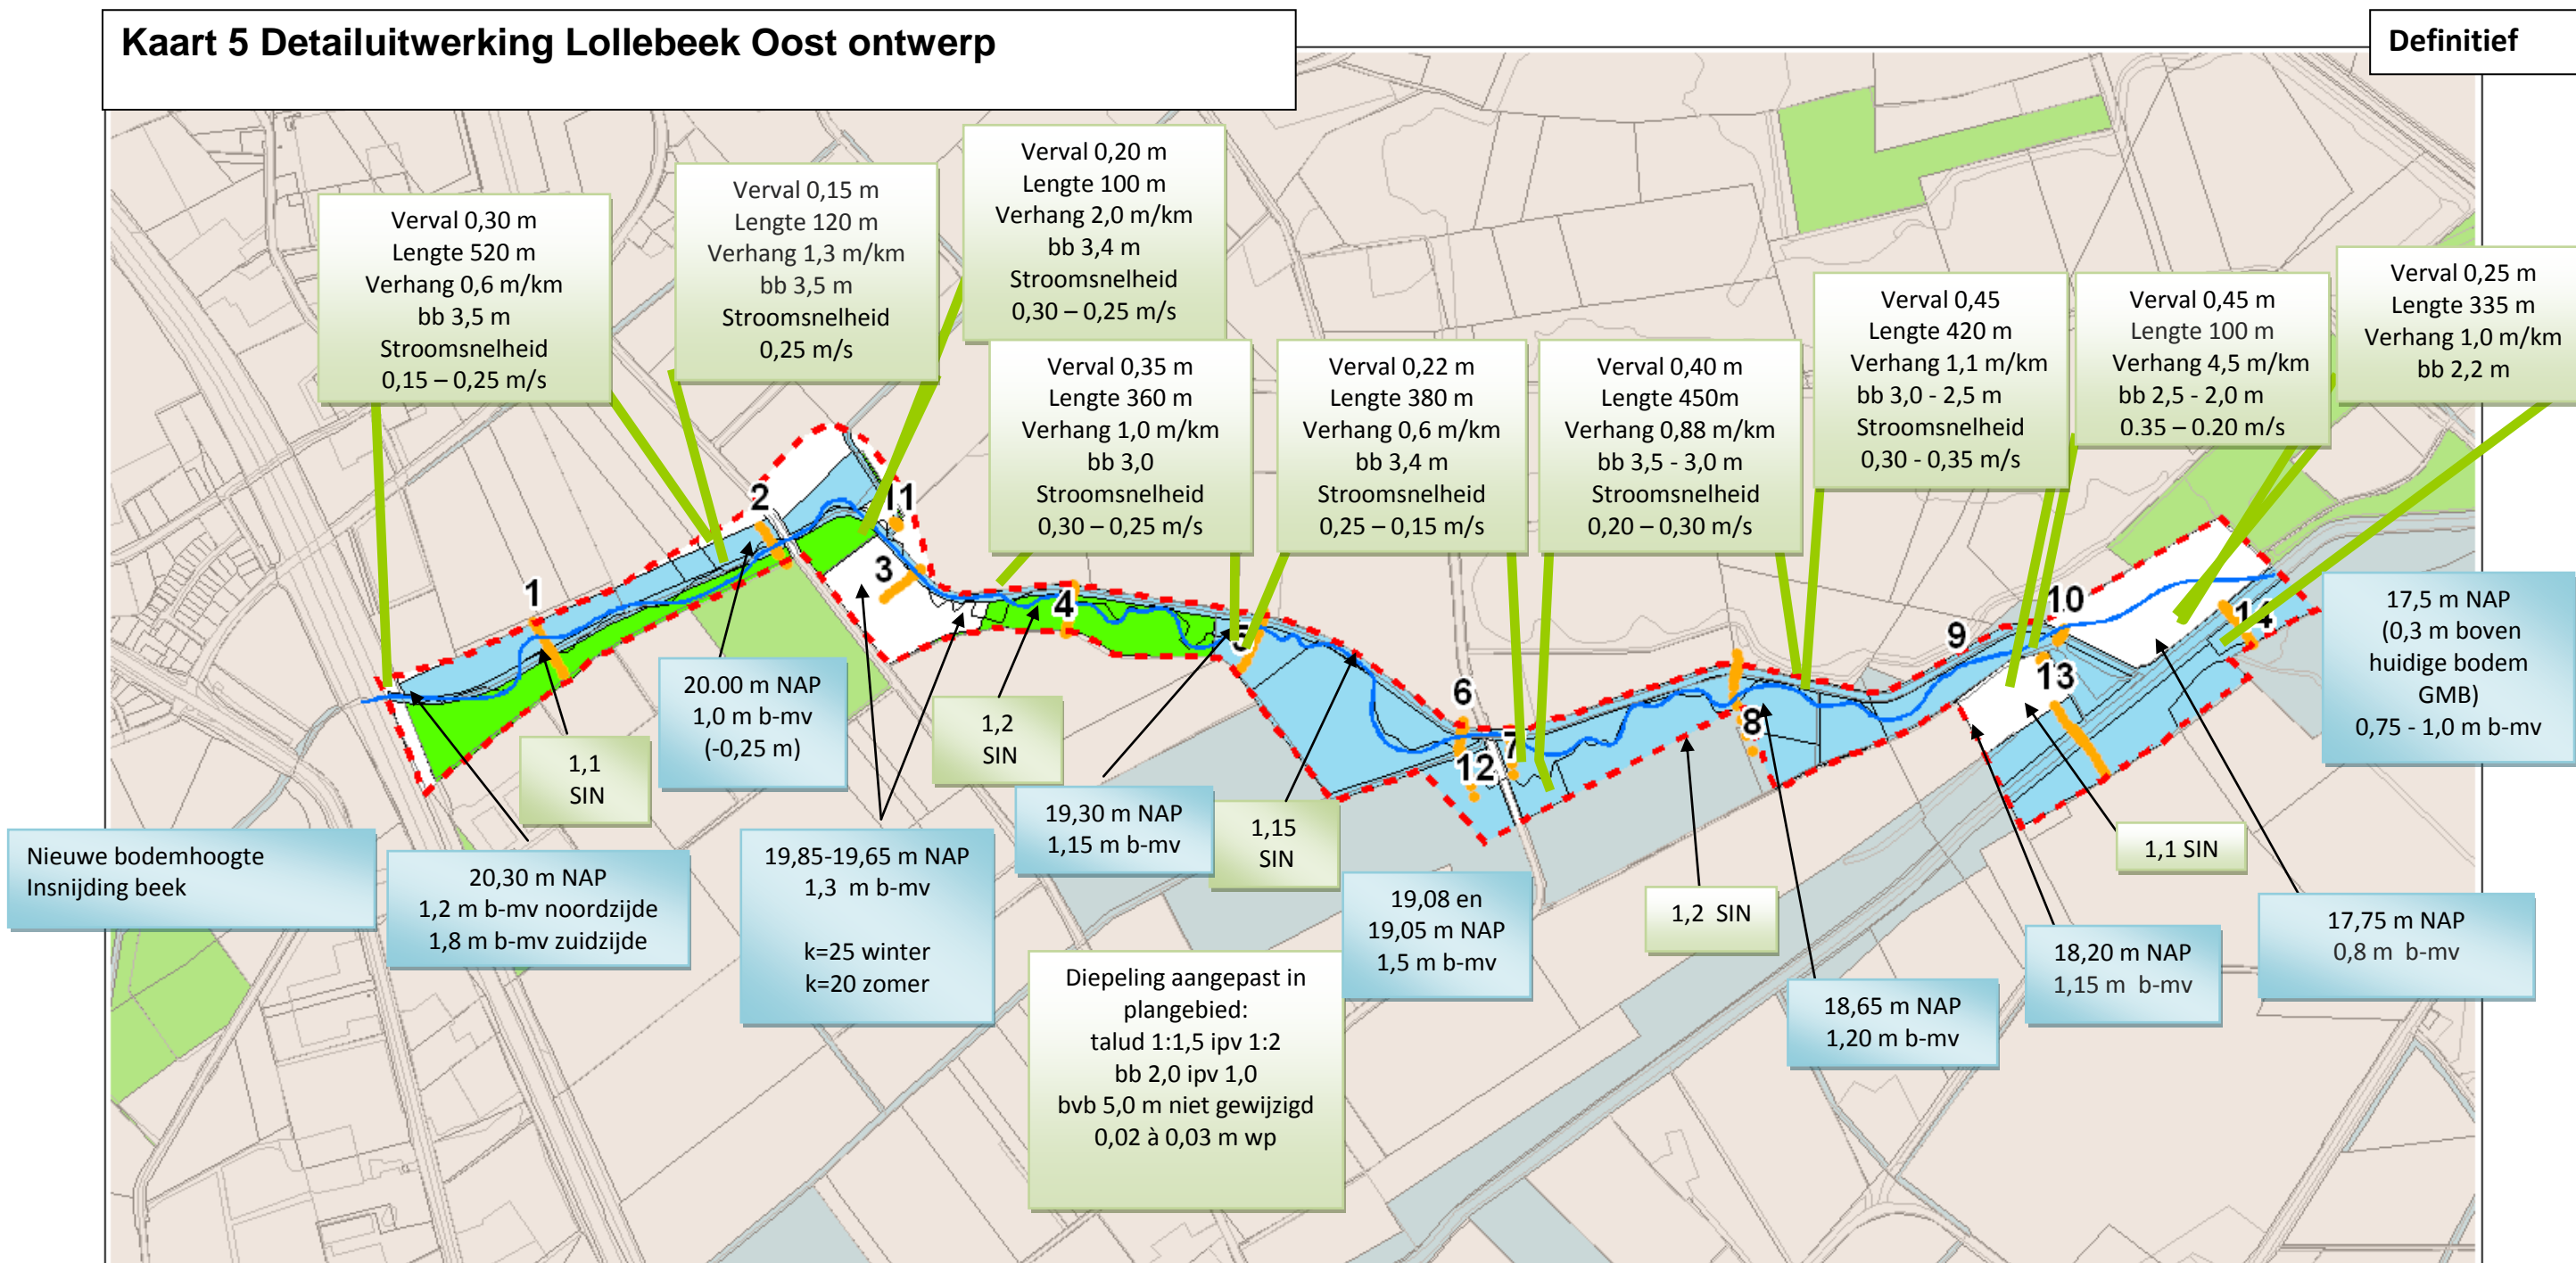 Kaart 5 Detailuitwerking Lollebeek Oost ontwerp
Definitief
Verval 0,30 m
Lengte 520 m
Verhang 0,6 m/km
bb 3,5 m
Stroomsnelheid
0,15 – 0,25 m/s
Verval 0,15 m
Lengte 120 m
Verhang 1,3 m/km
bb 3,5 m
Stroomsnelheid
0,25 m/s
Verval 0,20 m
Lengte 100 m
Verhang 2,0 m/km
bb 3,4 m
Stroomsnelheid
0,30 – 0,25 m/s
Verval 0,35 m
Lengte 360 m
Verhang 1,0 m/km
bb 3,0
Stroomsnelheid
0,30 – 0,25 m/s
Verval 0,22 m
Lengte 380 m
Verhang 0,6 m/km
bb 3,4 m
Stroomsnelheid
0,25 – 0,15 m/s
Verval 0,40 m
Lengte 450m
Verhang 0,88 m/km
bb 3,5 - 3,0 m
Stroomsnelheid
0,20 – 0,30 m/s
Verval 0,45
Lengte 420 m
Verhang 1,1 m/km
bb 3,0 - 2,5 m
Stroomsnelheid
0,30 - 0,35 m/s
Verval 0,45 m
Lengte 100 m
Verhang 4,5 m/km
bb 2,5 - 2,0 m
0.35 – 0.20 m/s
Verval 0,25 m
Lengte 335 m
Verhang 1,0 m/km
bb 2,2 m
1
2
11
3
4
5
6
12
7
8
9
10
13
14
1,1
SIN
20.00 m NAP
1,0 m b-mv
(-0,25 m)
1,2
SIN
19,30 m NAP
1,15 m b-mv
1,15
SIN
17,5 m NAP
(0,3 m boven
huidige bodem
GMB)
0,75 - 1,0 m b-mv
Nieuwe bodemhoogte
Insnijding beek
20,30 m NAP
1,2 m b-mv noordzijde
1,8 m b-mv zuidzijde
19,85-19,65 m NAP
1,3 m b-mv
k=25 winter
k=20 zomer
Diepeling aangepast in
plangebied:
talud 1:1,5 ipv 1:2
bb 2,0 ipv 1,0
bvb 5,0 m niet gewijzigd
0,02 à 0,03 m wp
19,08 en
19,05 m NAP
1,5 m b-mv
1,2 SIN
18,65 m NAP
1,20 m b-mv
18,20 m NAP
1,15 m b-mv
1,1 SIN
17,75 m NAP
0,8 m b-mv